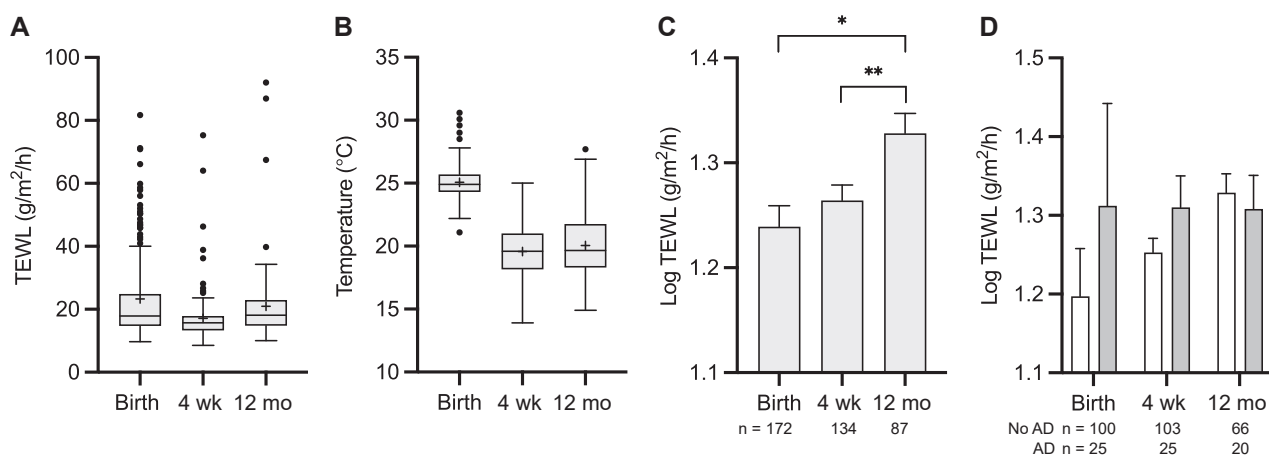 A
TEWL (g/m²/h)
100
80
60
40
20
0
Birth 4 wk 12 mo
B
Temperature (°C)
35
30
25
20
15
10
Birth 4 wk 12 mo
C
Log TEWL (g/m²/h)
*
**
1.4
1.3
1.2
1.1
Birth 4 wk 12 mo
n = 172 134 87
D
Log TEWL (g/m²/h)
1.5
1.4
1.3
1.2
1.1
Birth 4 wk 12 mo
No AD n = 100 103 66
AD n = 25 25 20